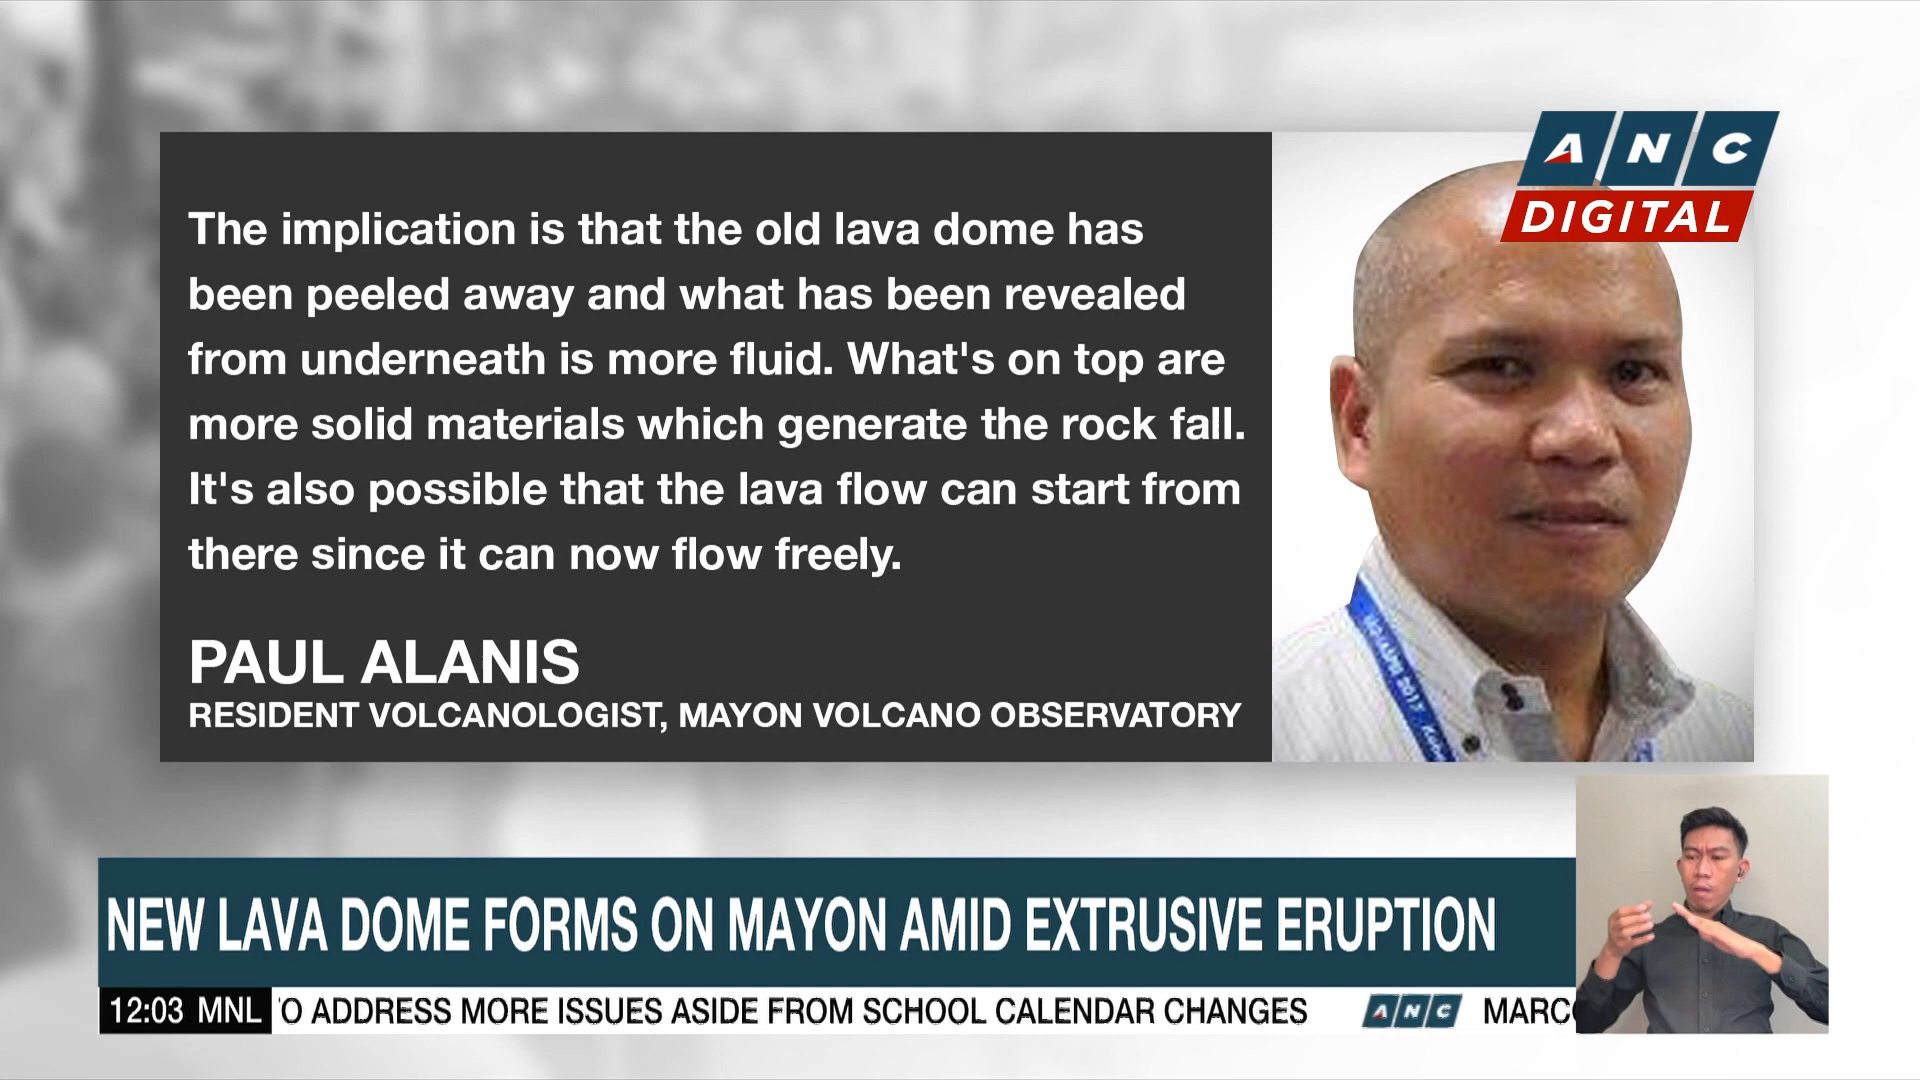 ANC
DIGITAL
The implication is that the old lava dome has
been peeled away and what has been revealed
from underneath is more fluid. What's on top are
more solid materials which generate the rock fall.
It's also possible that the lava flow can start from
there since it can now flow freely.
PAUL ALANIS
RESIDENT VOLCANOLOGIST, MAYON VOLCANO OBSERVATORY
2017
NEW LAVA DOME FORMS ON MAYON AMID EXTRUSIVE ERUPTION
12:03 MNL O ADDRESS MORE ISSUES ASIDE FROM SCHOOL CALENDAR CHANGES ANC MARC